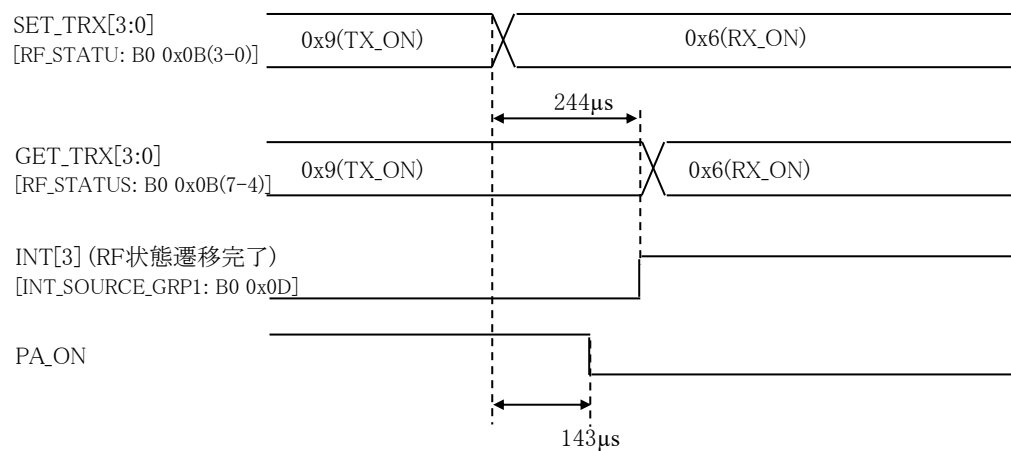 SET_TRX[3:0]
[RF_STATU: B0 0x0B(3-0)]
0x9(TX_ON)
0x6(RX_ON)
244μs
GET_TRX[3:0]
[RF_STATUS: B0 0x0B(7-4)]
0x9(TX_ON)
0x6(RX_ON)
INT[3] (RF状態遷移完了)
[INT_SOURCE_GRP1: B0 0x0D]
PA_ON
143μs